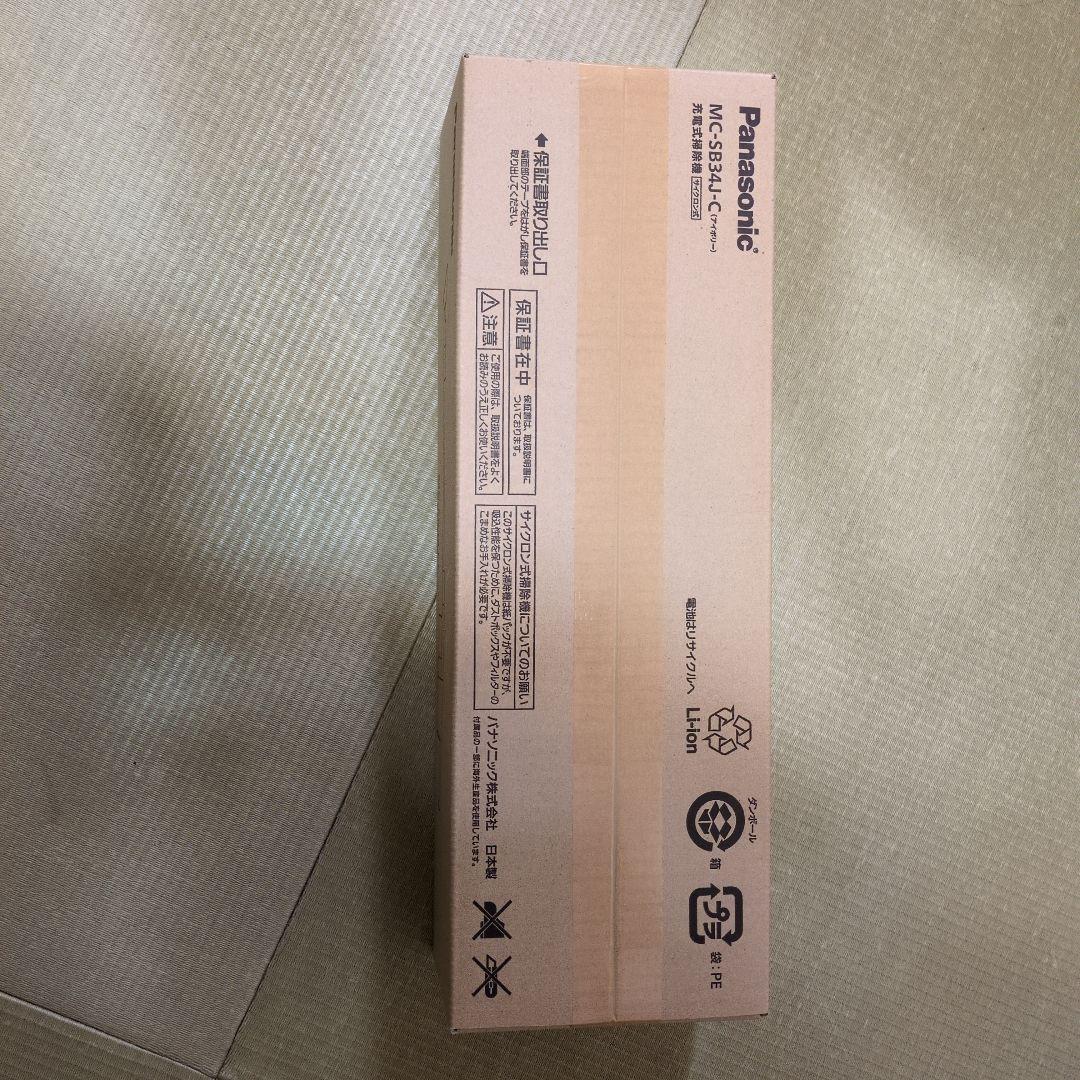 Panasonic®
MC-SB34J-C(アイボリー)
充電式掃除機 サイクロン式
電池はリサイクルへ
Li-ion
ダンボール
箱
プラ
袋:PE
保証書取り出し口
端面部のテープをはがし保証書を
取り出してください。
保証書在中
保証書は、取扱説明書に
ついております。
注意
ご使用の際は、取扱説明書をよく
お読みのうえ正しくお使いください。
サイクロン式掃除機についてのお願い
このサイクロン式掃除機は紙パックが不要ですが、
吸込性能を保つために、ダストボックスやフィルターの
こまめなお手入れが必要です。
パナソニック株式会社 日本製
付属品の一部に海外生産品を使用しています。